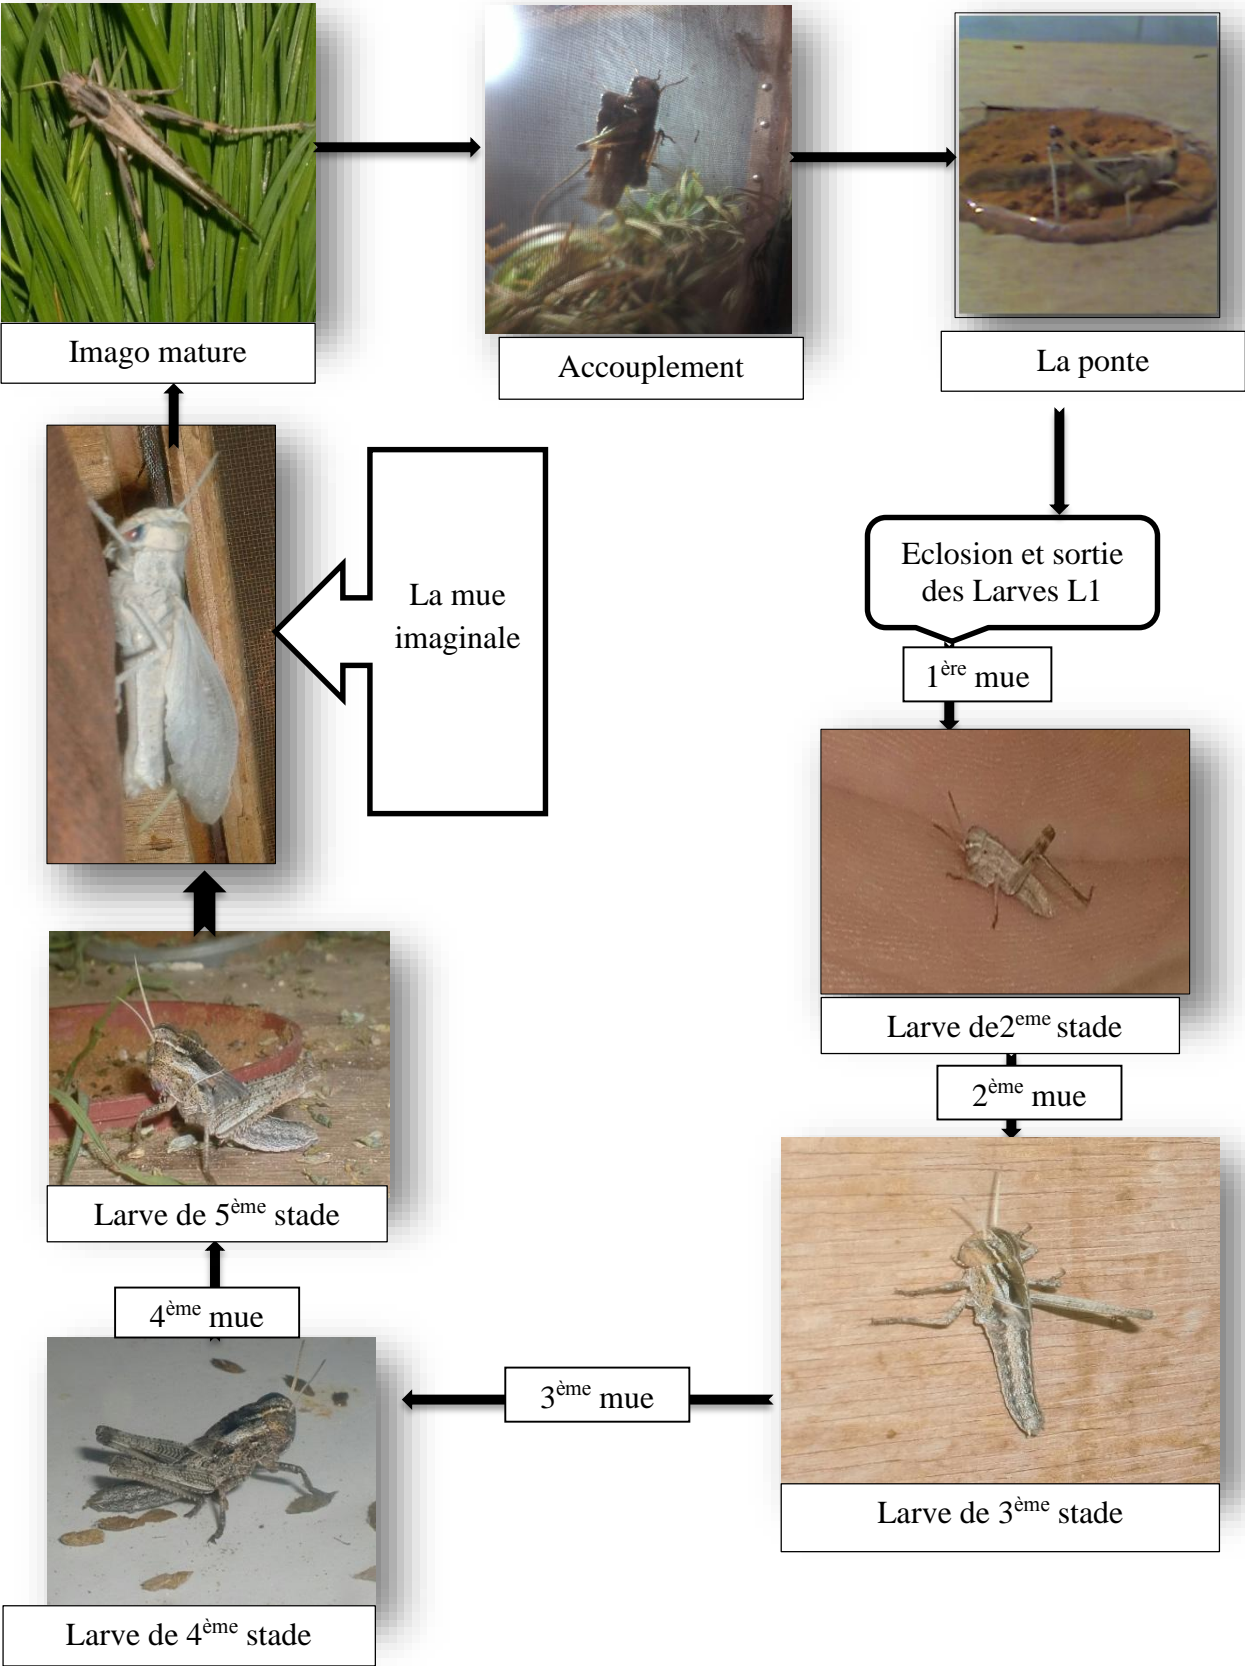 Imago mature
Accouplement
La ponte
Eclosion et sortie
des Larves L1
1ère mue
La mue
imaginale
Larve de2eme stade
2ème mue
Larve de 5ème stade
4ème mue
3ème mue
Larve de 3ème stade
Larve de 4ème stade